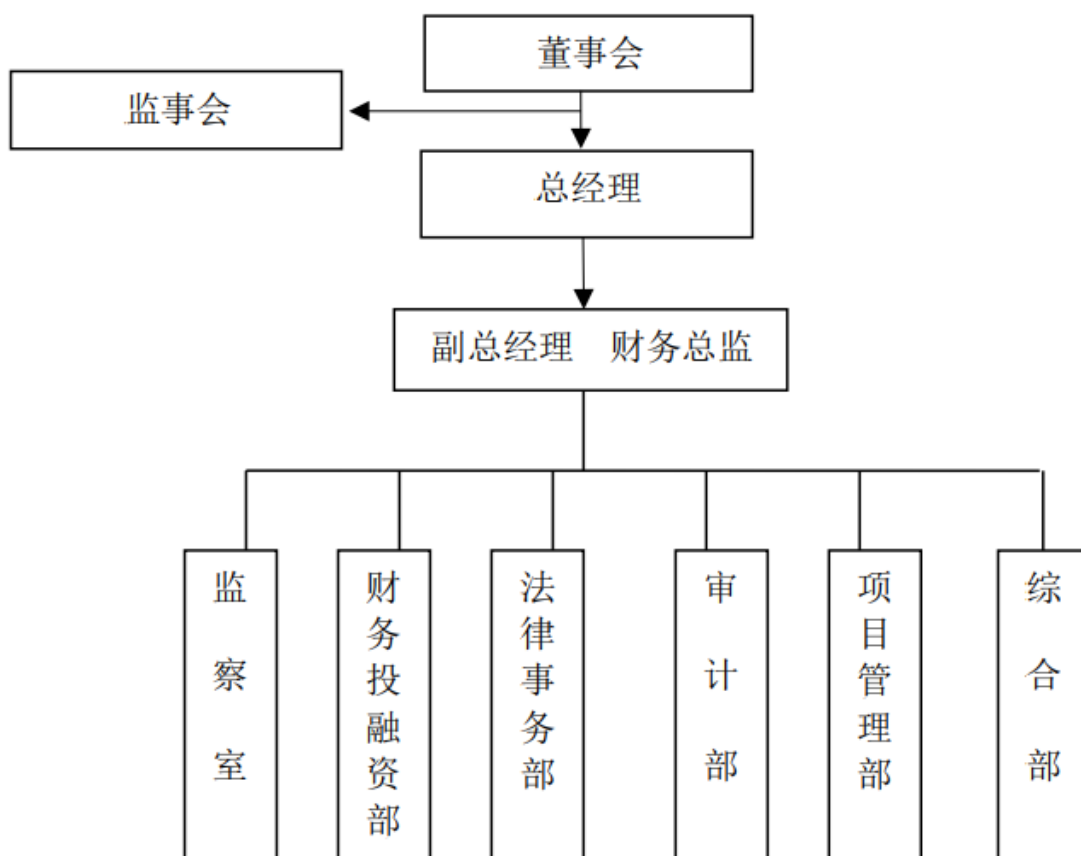 董事会
监事会
总经理
副总经理 财务总监
监察室
财务投融资部
法律事务部
审计部
项目管理部
综合部